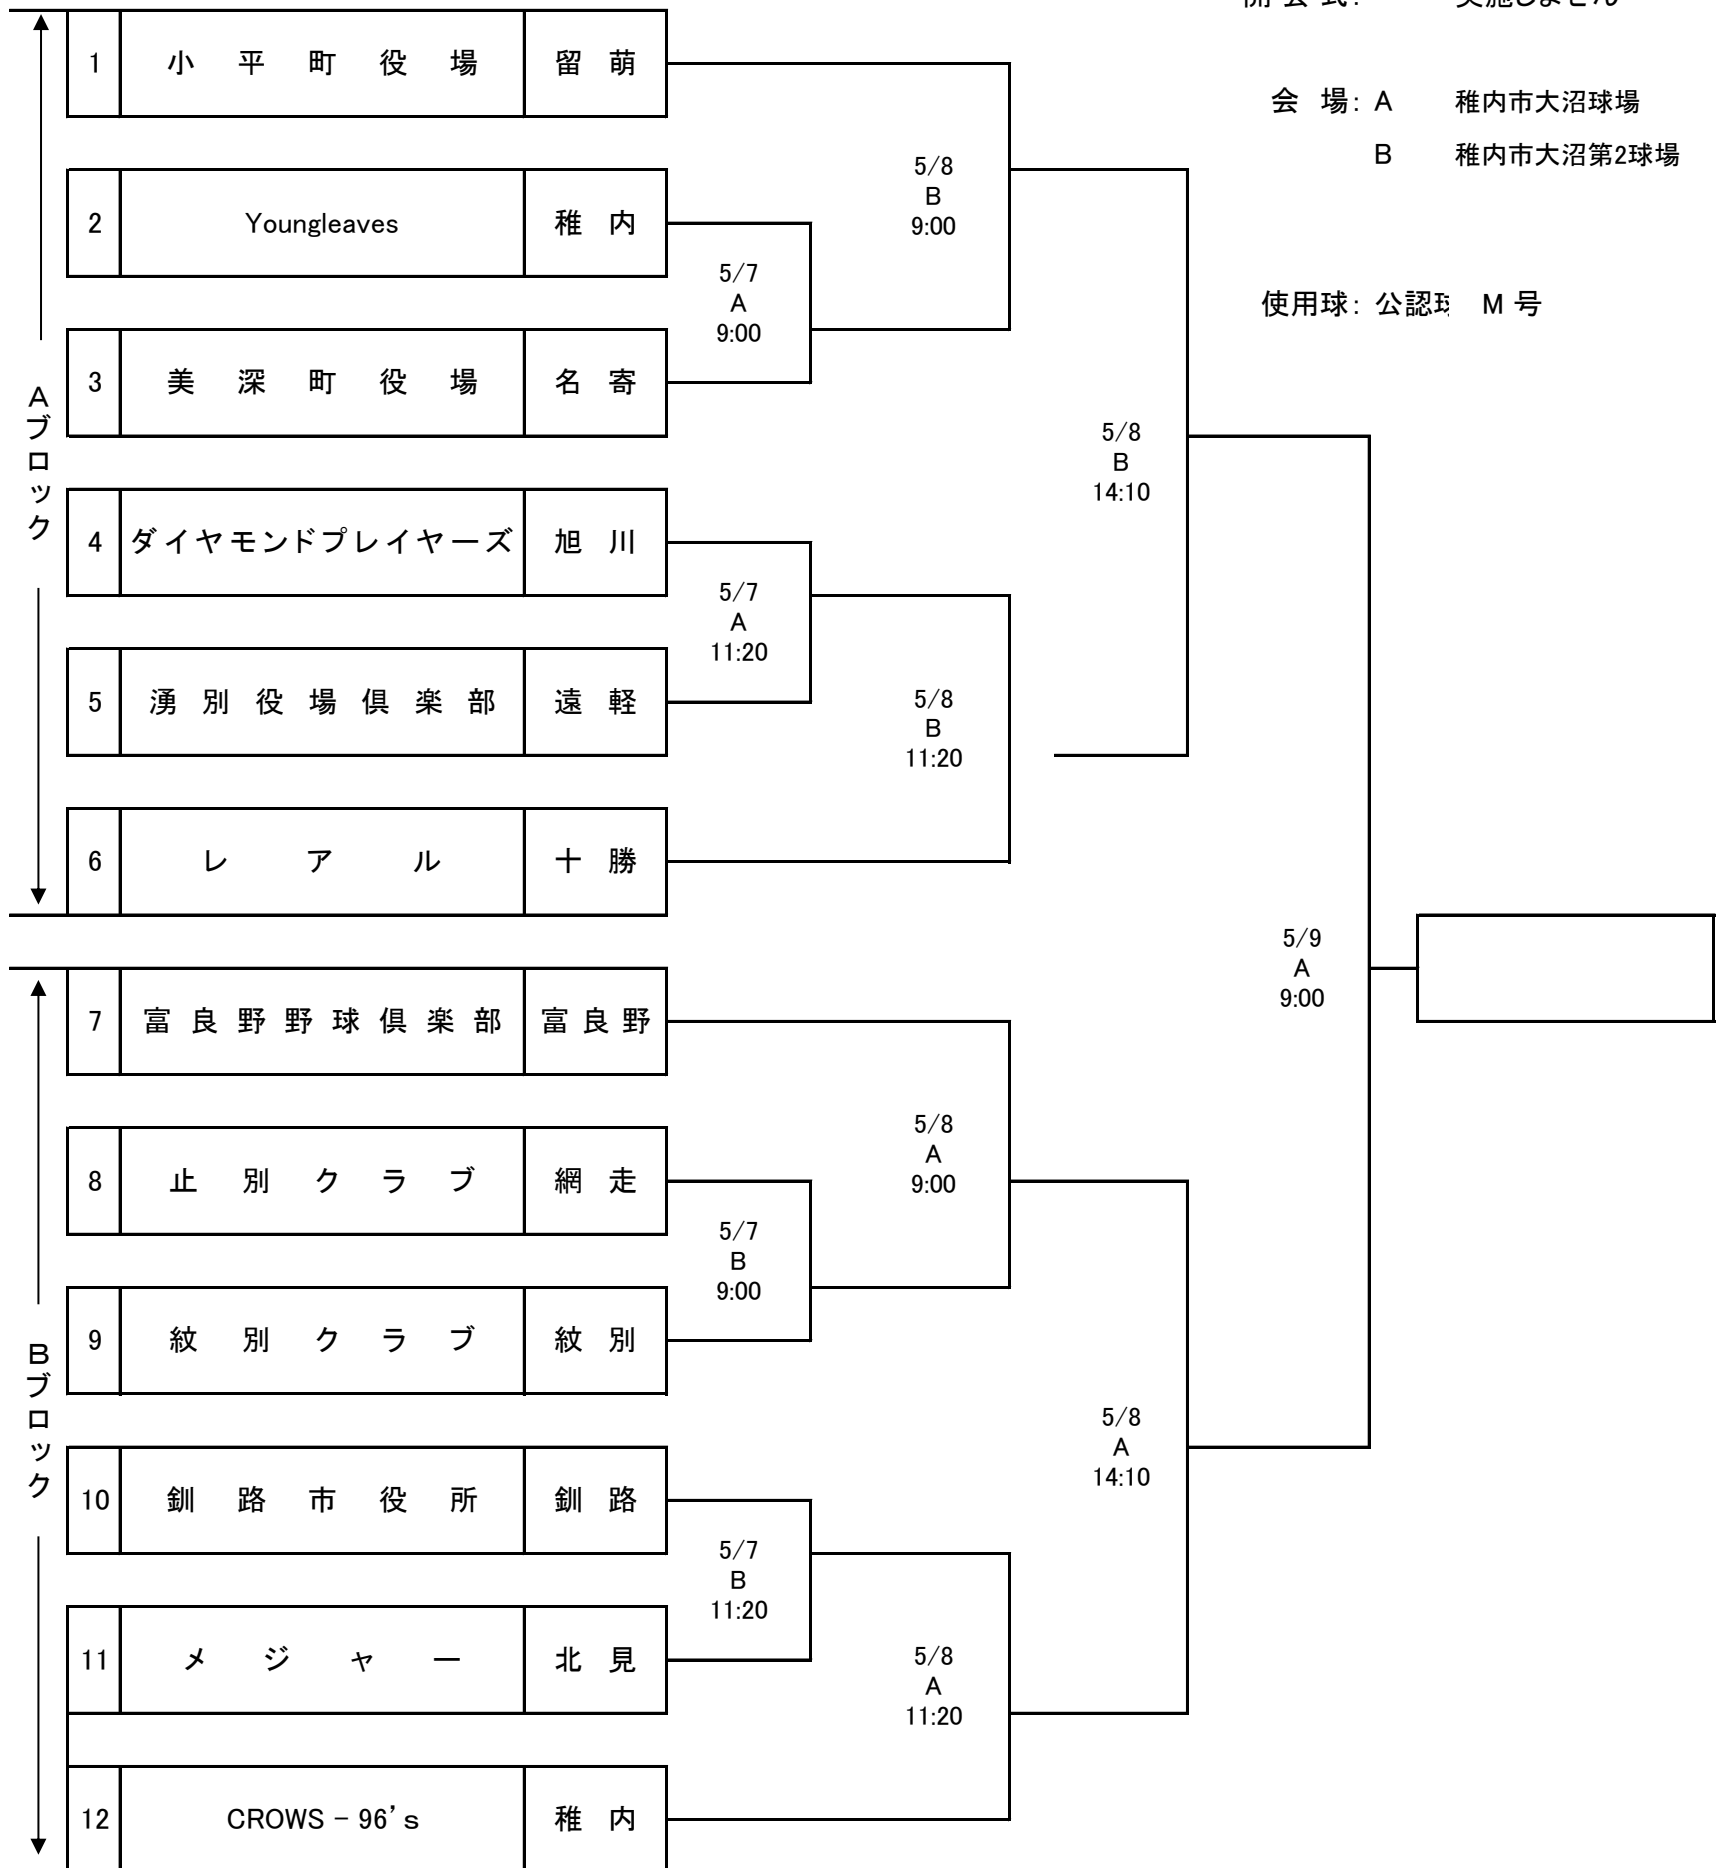 実施しません
会 場: A 稚内市大沼球場
B 稚内市大沼第2球場
使用球: 公認球 M 号
Aブロック
1 小平町役場 留萌
2 Youngleaves 稚内
3 美深町役場 名寄
4 ダイヤモンドプレイヤーズ 旭川
5 湧別役場倶楽部 遠軽
6 レアル 十勝
5/7
A
9:00
5/7
A
11:20
5/8
B
9:00
5/8
B
11:20
5/8
B
14:10
Bブロック
7 富良野野球倶楽部 富良野
8 止別クラブ 網走
9 紋別クラブ 紋別
10 釧路市役所 釧路
11 メジャー 北見
12 CROWS － 96’ｓ 稚内
5/7
B
9:00
5/7
B
11:20
5/8
A
9:00
5/8
A
11:20
5/8
A
14:10
5/9
A
9:00